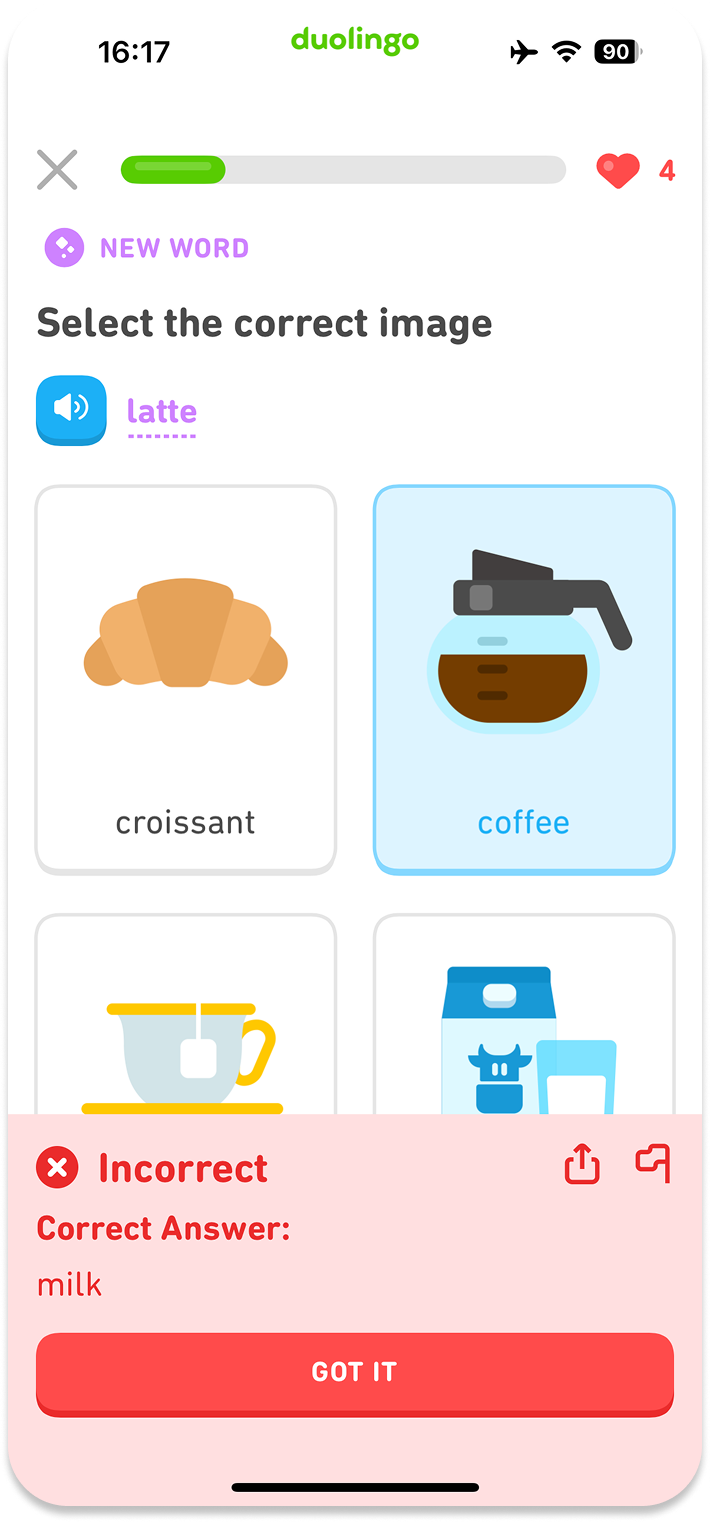 16:17
duolingo
90
4
NEW WORD
Select the correct image
latte
croissant
coffee
Incorrect
Correct Answer:
milk
GOT IT